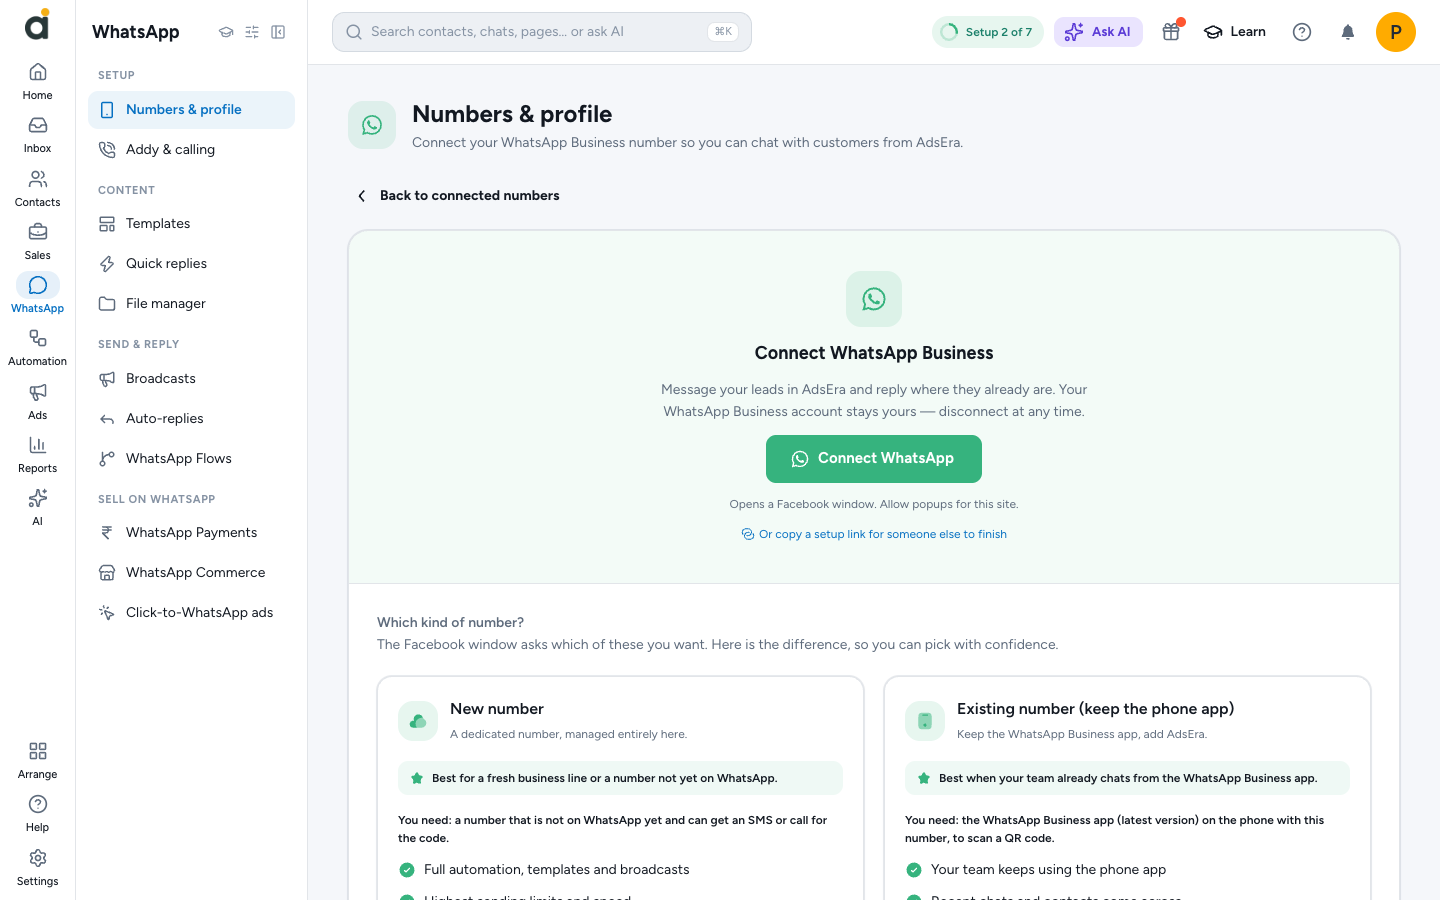 WhatsApp
Search contacts, chats, pages... or ask AI
⌘K
Setup 2 of 7
Ask AI
Learn
P
Home
Inbox
Contacts
Sales
WhatsApp
Automation
Ads
Reports
AI
Arrange
Help
Settings
SETUP
Numbers & profile
Addy & calling
CONTENT
Templates
Quick replies
File manager
SEND & REPLY
Broadcasts
Auto-replies
WhatsApp Flows
SELL ON WHATSAPP
WhatsApp Payments
WhatsApp Commerce
Click-to-WhatsApp ads
Numbers & profile
Connect your WhatsApp Business number so you can chat with customers from AdsEra.
Back to connected numbers
Connect WhatsApp Business
Message your leads in AdsEra and reply where they already are. Your
WhatsApp Business account stays yours — disconnect at any time.
Connect WhatsApp
Opens a Facebook window. Allow popups for this site.
Or copy a setup link for someone else to finish
Which kind of number?
The Facebook window asks which of these you want. Here is the difference, so you can pick with confidence.
New number
A dedicated number, managed entirely here.
Best for a fresh business line or a number not yet on WhatsApp.
You need: a number that is not on WhatsApp yet and can get an SMS or call for
the code.
Full automation, templates and broadcasts
Highest sending limits and speed
Existing number (keep the phone app)
Keep the WhatsApp Business app, add AdsEra.
Best when your team already chats from the WhatsApp Business app.
You need: the WhatsApp Business app (latest version) on the phone with this
number, to scan a QR code.
Your team keeps using the phone app
Recent chats and contacts come across